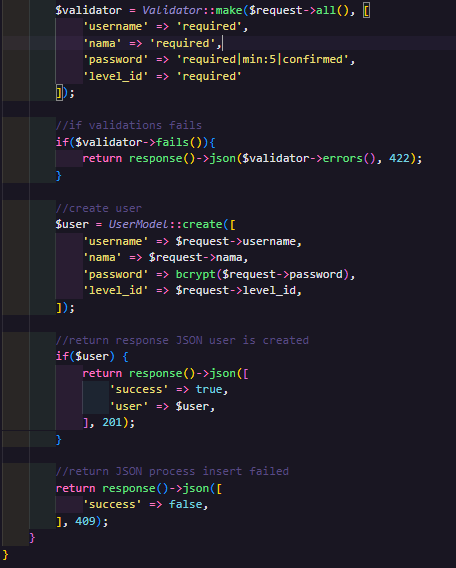 $validator = Validator::make($request->all(), [
'username' => 'required',
'nama' => 'required',
'password' => 'required|min:5|confirmed',
'level_id' => 'required'
]);
//if validations fails
if($validator->fails()){
return response()->json($validator->errors(), 422);
}
//create user
$user = UserModel::create([
'username' => $request->username,
'nama' => $request->nama,
'password' => bcrypt($request->password),
'level_id' => $request->level_id,
]);
//return response JSON user is created
if($user) {
return response()->json([
'success' => true,
'user' => $user,
], 201);
}
//return JSON process insert failed
return response()->json([
'success' => false,
], 409);
}
}